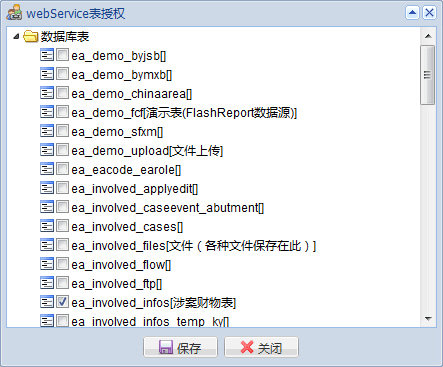 webService表授权
数据库表
ea_demo_byjsb[]
ea_demo_bymxb[]
ea_demo_chinaarea[]
ea_demo_fcf[演示表(FlashReport数据源)]
ea_demo_sfxm[]
ea_demo_upload[文件上传]
ea_eacode_earole[]
ea_involved_applyedit[]
ea_involved_caseevent_abutment[]
ea_involved_cases[]
ea_involved_files[文件（各种文件保存在此）]
ea_involved_flow[]
ea_involved_ftp[]
ea_involved_infos[涉案财物表]
ea_involved_infos_temp_ky[]
保存 关闭